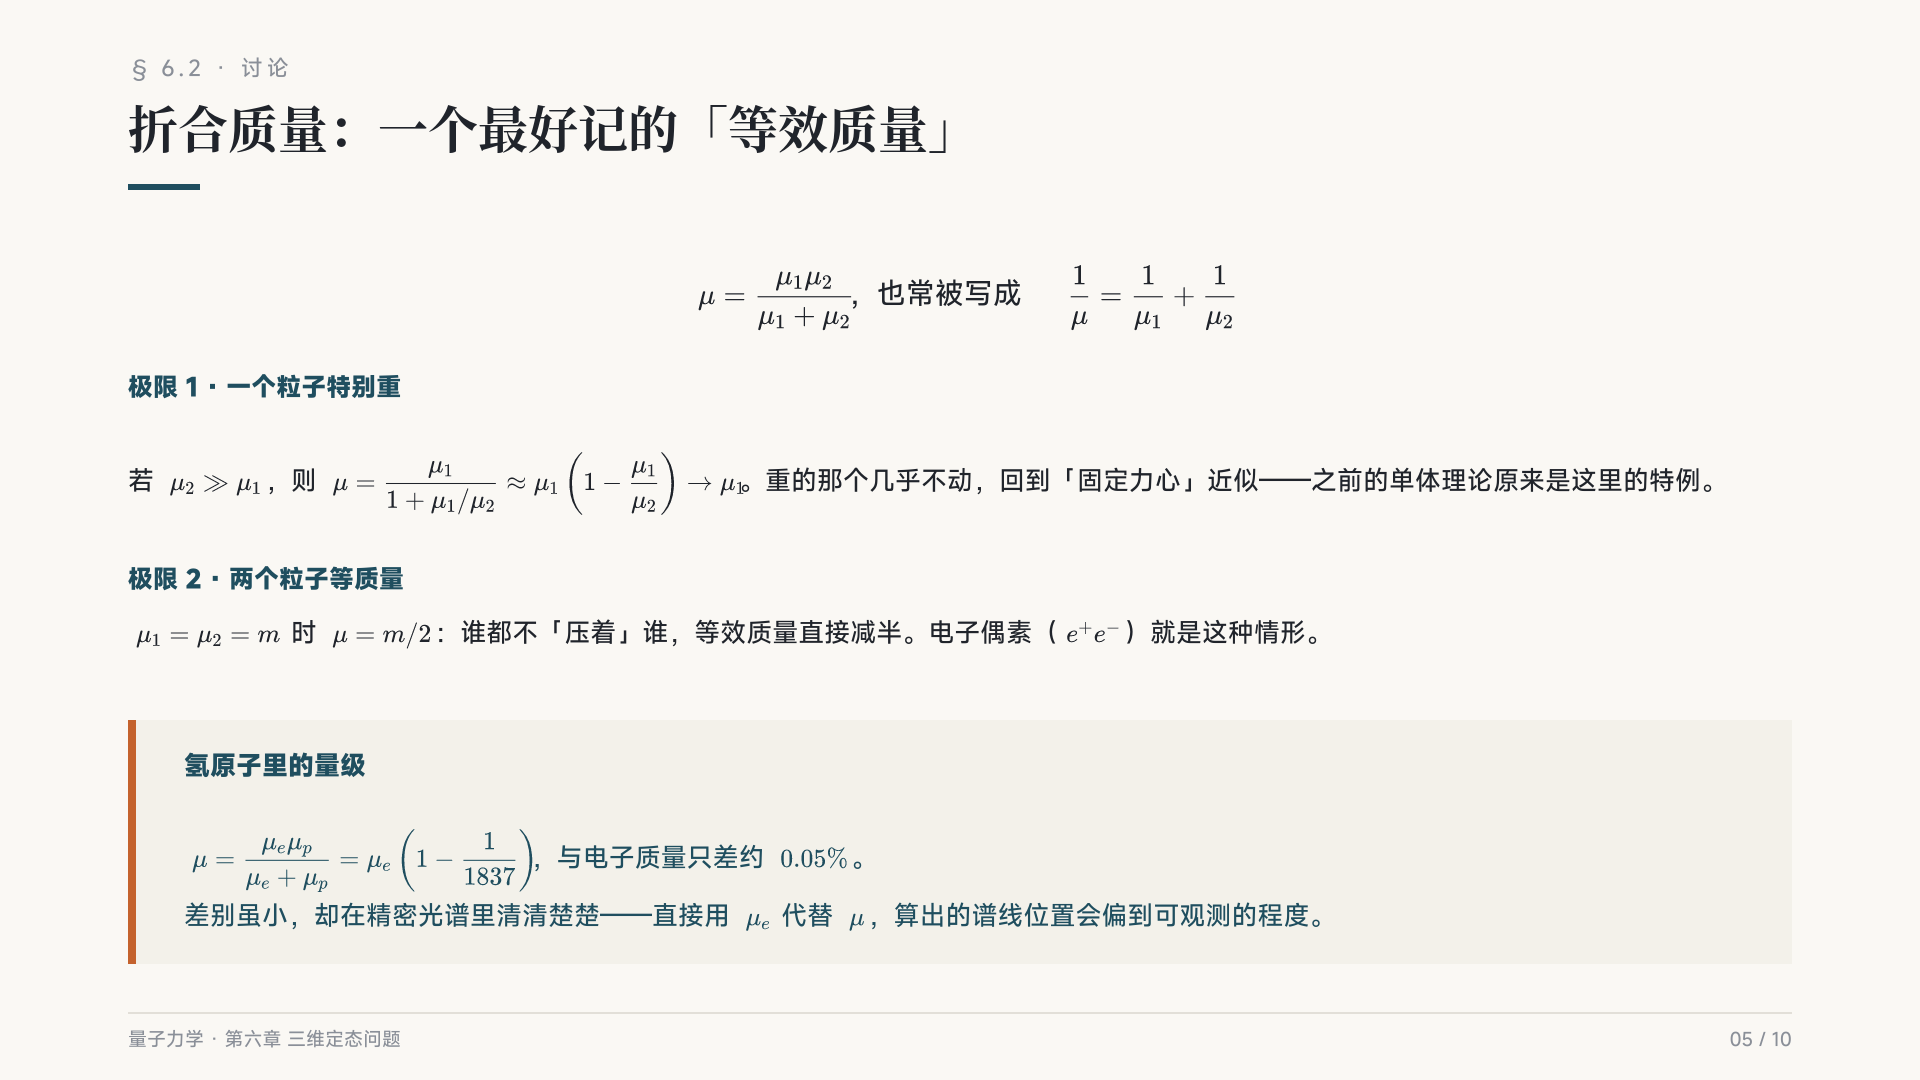 § 6.2 · 讨论
折合质量：一个最好记的「等效质量」
μ = μ₁μ₂/(μ₁ + μ₂)，也常被写成 1/μ = 1/μ₁ + 1/μ₂
极限 1 · 一个粒子特别重
若 μ₂ ≫ μ₁，则 μ = μ₁/(1 + μ₁/μ₂) ≈ μ₁(1 − μ₁/μ₂) → μ₁。重的那个几乎不动，回到「固定力心」近似——之前的单体理论原来是这里的特例。
极限 2 · 两个粒子等质量
μ₁ = μ₂ = m 时 μ = m/2：谁都不「压着」谁，等效质量直接减半。电子偶素（e⁺e⁻）就是这种情形。
氢原子里的量级
μ = μₑμₚ/(μₑ + μₚ) = μₑ(1 − 1/1837)，与电子质量只差约 0.05%。
差别虽小，却在精密光谱里清清楚楚——直接用 μₑ 代替 μ，算出的谱线位置会偏到可观测的程度。
量子力学 · 第六章 三维定态问题
05 / 10